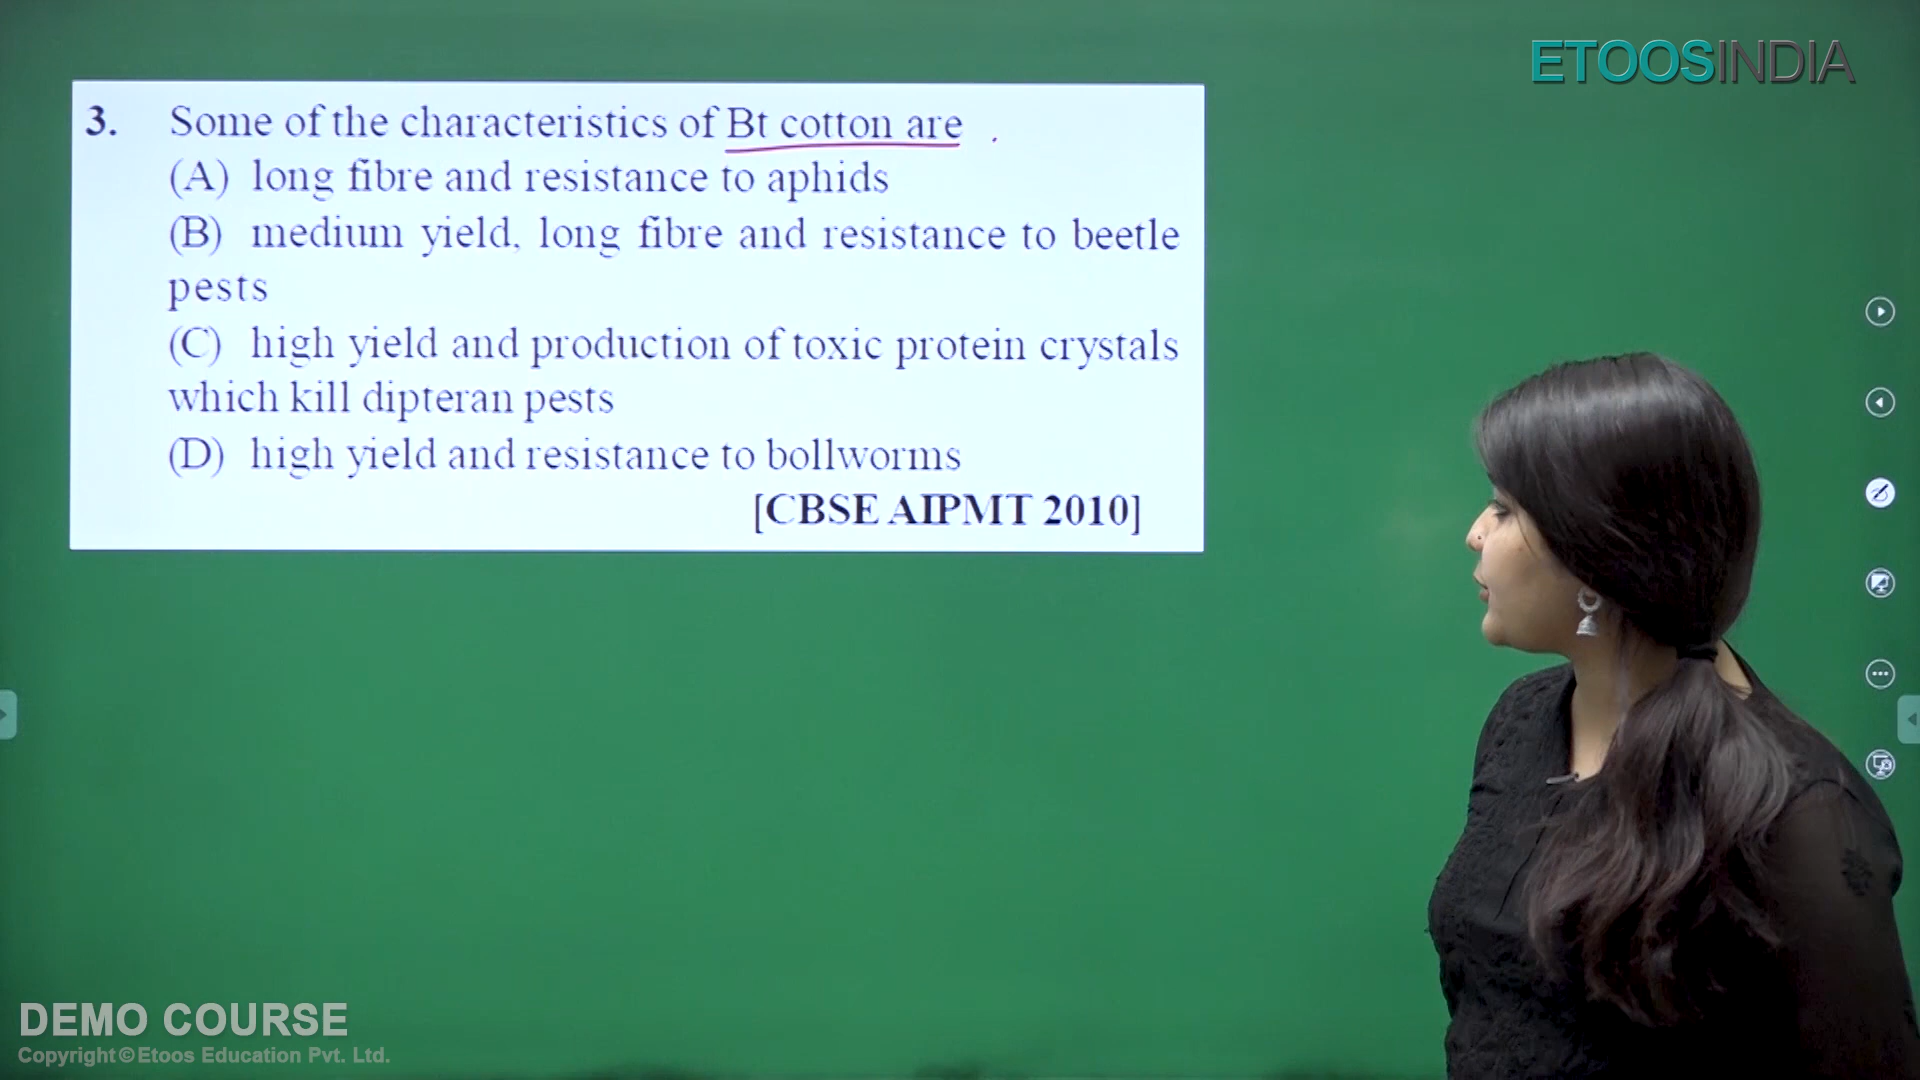 ETOOSINDIA
3. Some of the characteristics of Bt cotton are
(A) long fibre and resistance to aphids
(B) medium yield, long fibre and resistance to beetle
pests
(C) high yield and production of toxic protein crystals
which kill dipteran pests
(D) high yield and resistance to bollworms
[CBSE AIPMT 2010]
DEMO COURSE
Copyright © Etoos Education Pvt. Ltd.